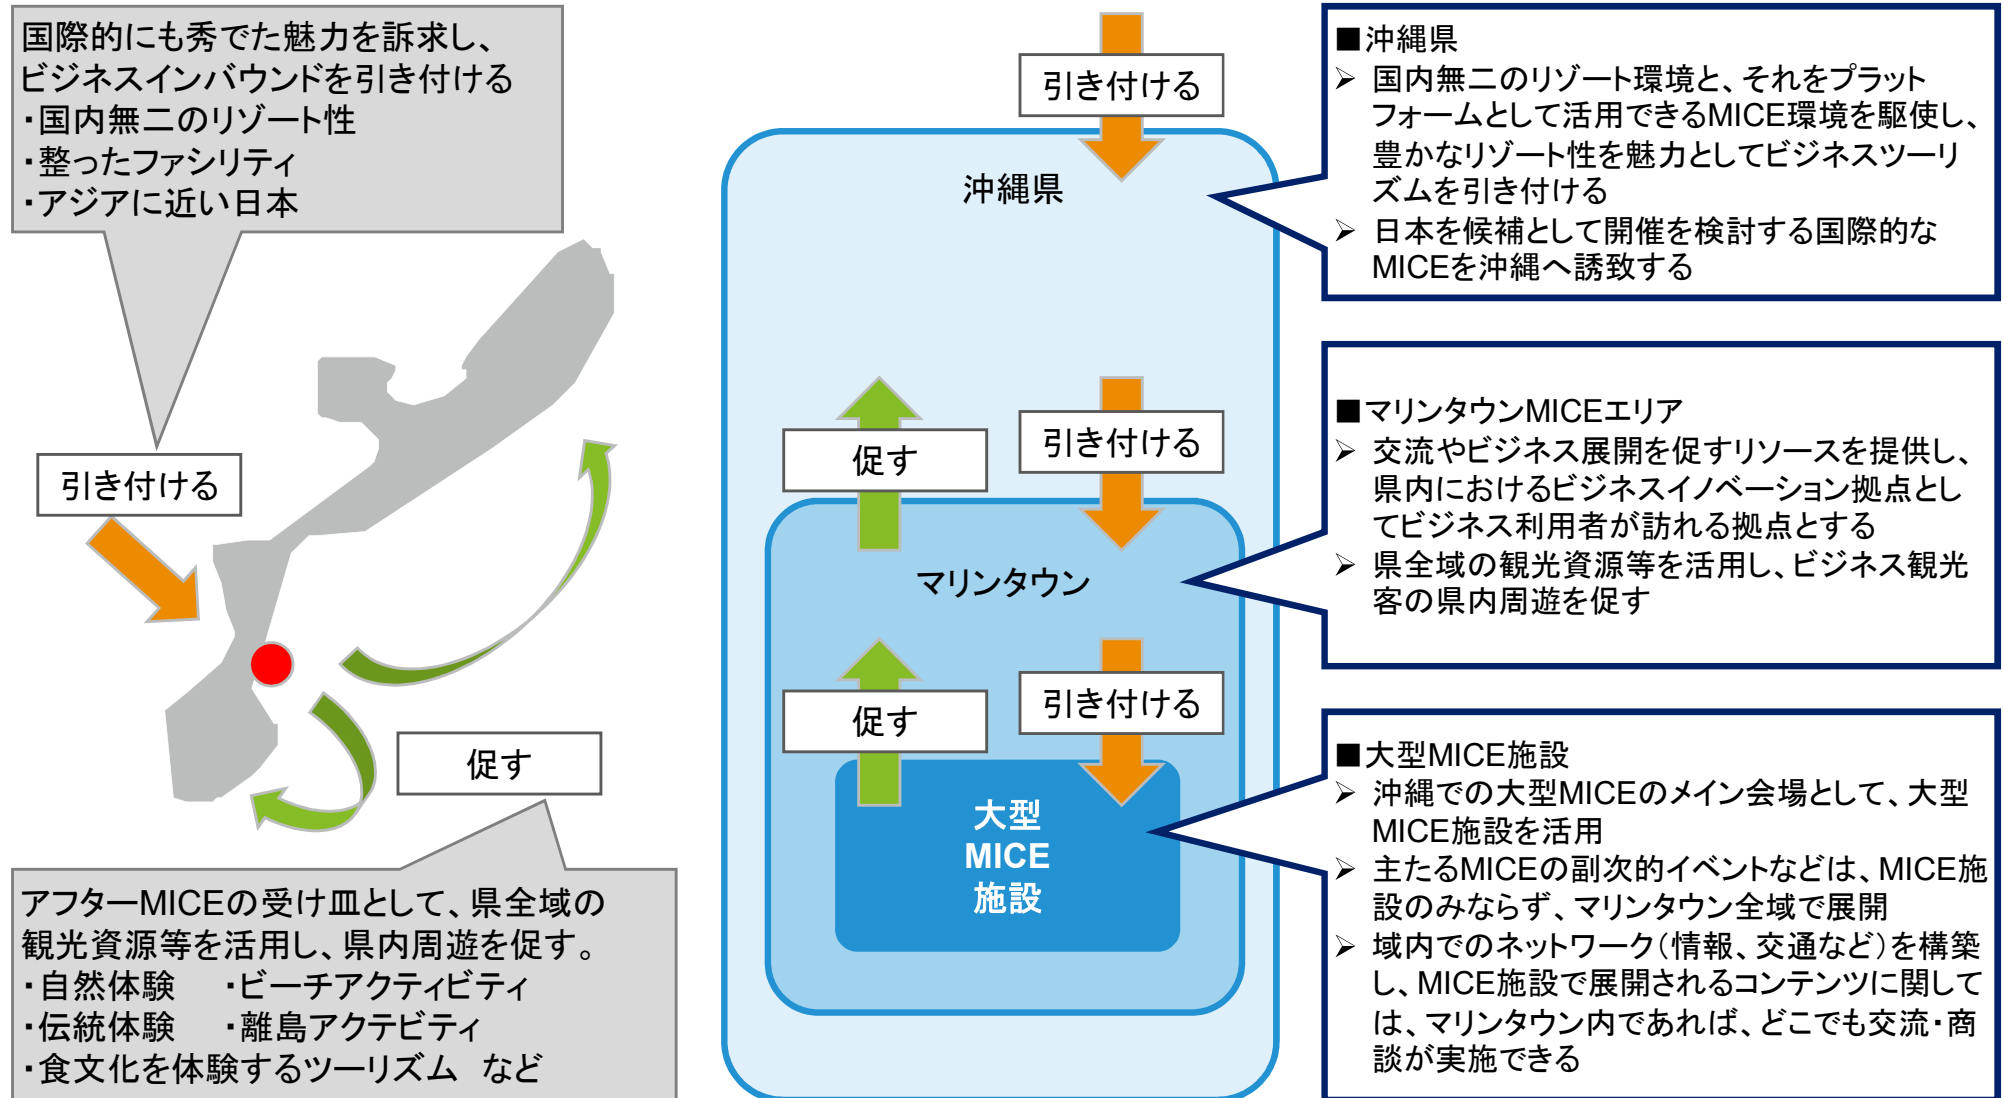 国際的にも秀でた魅力を訴求し、
ビジネスインバウンドを引き付ける
・国内無二のリゾート性
・整ったファシリティ
・アジアに近い日本
引き付ける
促す
アフターMICEの受け皿として、県全域の
観光資源等を活用し、県内周遊を促す。
・自然体験　・ビーチアクティビティ
・伝統体験　・離島アクテビティ
・食文化を体験するツーリズム　など
引き付ける
沖縄県
促す
引き付ける
マリンタウン
促す
引き付ける
大型
MICE
施設
■沖縄県
➢ 国内無二のリゾート環境と、それをプラット
フォームとして活用できるMICE環境を駆使し、
豊かなリゾート性を魅力としてビジネスツーリ
ズムを引き付ける
➢ 日本を候補として開催を検討する国際的な
MICEを沖縄へ誘致する
■マリンタウンMICEエリア
➢ 交流やビジネス展開を促すリソースを提供し、
県内におけるビジネスイノベーション拠点とし
てビジネス利用者が訪れる拠点とする
➢ 県全域の観光資源等を活用し、ビジネス観光
客の県内周遊を促す
■大型MICE施設
➢ 沖縄での大型MICEのメイン会場として、大型
MICE施設を活用
➢ 主たるMICEの副次的イベントなどは、MICE施
設のみならず、マリンタウン全域で展開
➢ 域内でのネットワーク（情報、交通など）を構築
し、MICE施設で展開されるコンテンツに関して
は、マリンタウン内であれば、どこでも交流・商
談が実施できる